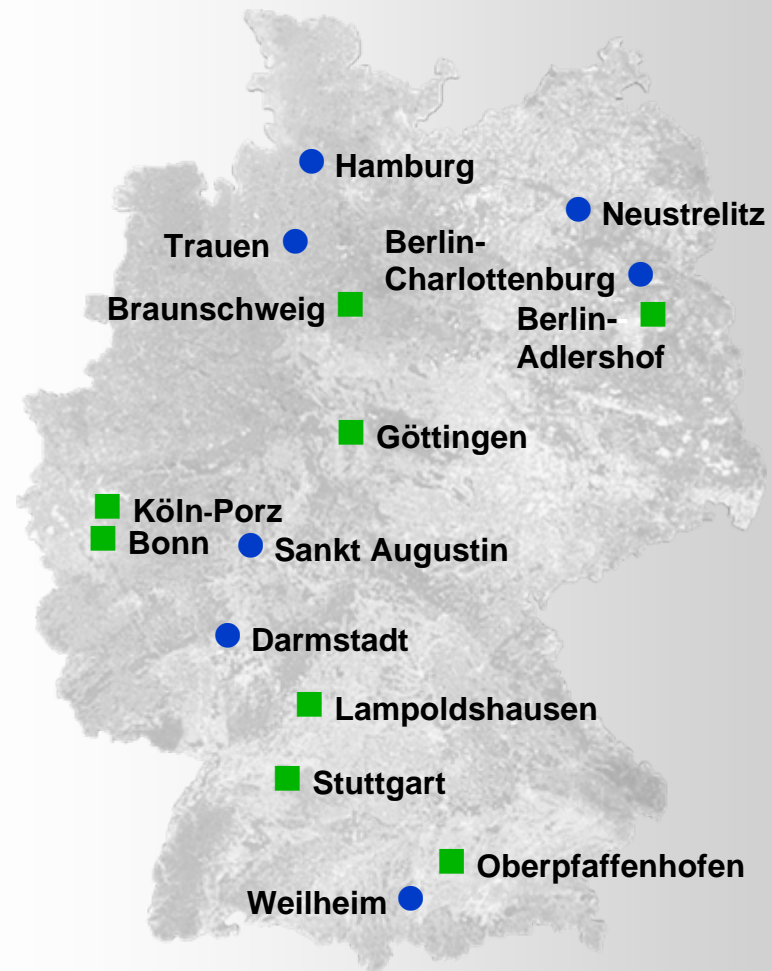 Hamburg
Neustrelitz
Trauen
Berlin-
Charlottenburg
Braunschweig
Berlin-
Adlershof
Göttingen
Köln-Porz
Bonn
Sankt Augustin
Darmstadt
Lampoldshausen
Stuttgart
Oberpfaffenhofen
Weilheim